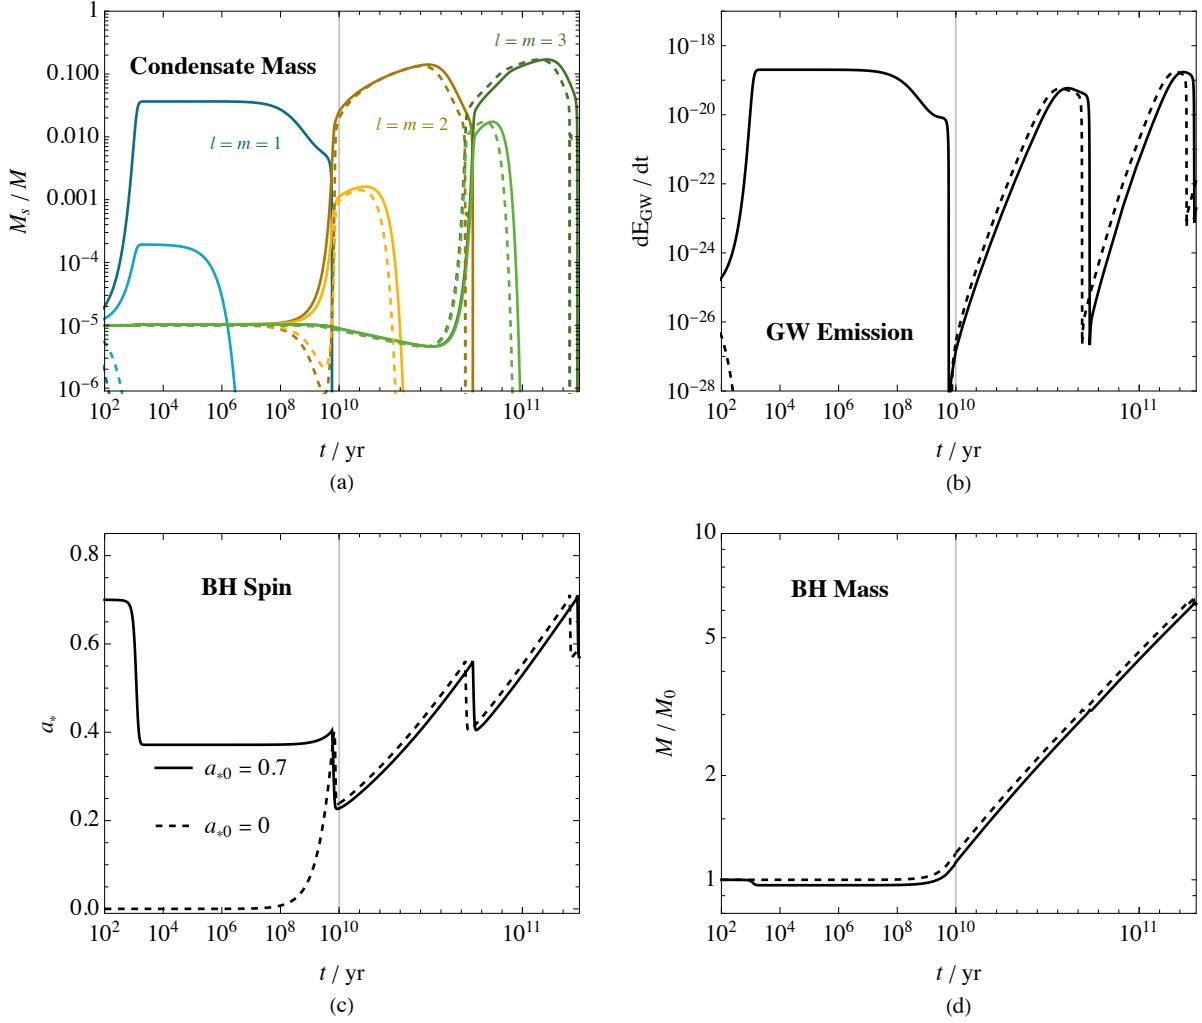 Condensate Mass
l = m = 1
l = m = 2
l = m = 3
M_s / M
1
0.100
0.010
0.001
10^{-4}
10^{-5}
10^{-6}
10^2 10^4 10^6 10^8 10^{10} 10^{11}
t / yr
(a)
GW Emission
dE_{GW} / dt
10^{-18}
10^{-20}
10^{-22}
10^{-24}
10^{-26}
10^{-28}
10^2 10^4 10^6 10^8 10^{10} 10^{11}
t / yr
(b)
BH Spin
a_*
0.8
0.6
0.4
0.2
0.0
a_{*0} = 0.7
a_{*0} = 0
10^2 10^4 10^6 10^8 10^{10} 10^{11}
t / yr
(c)
BH Mass
M / M_0
10
5
2
1
10^2 10^4 10^6 10^8 10^{10} 10^{11}
t / yr
(d)